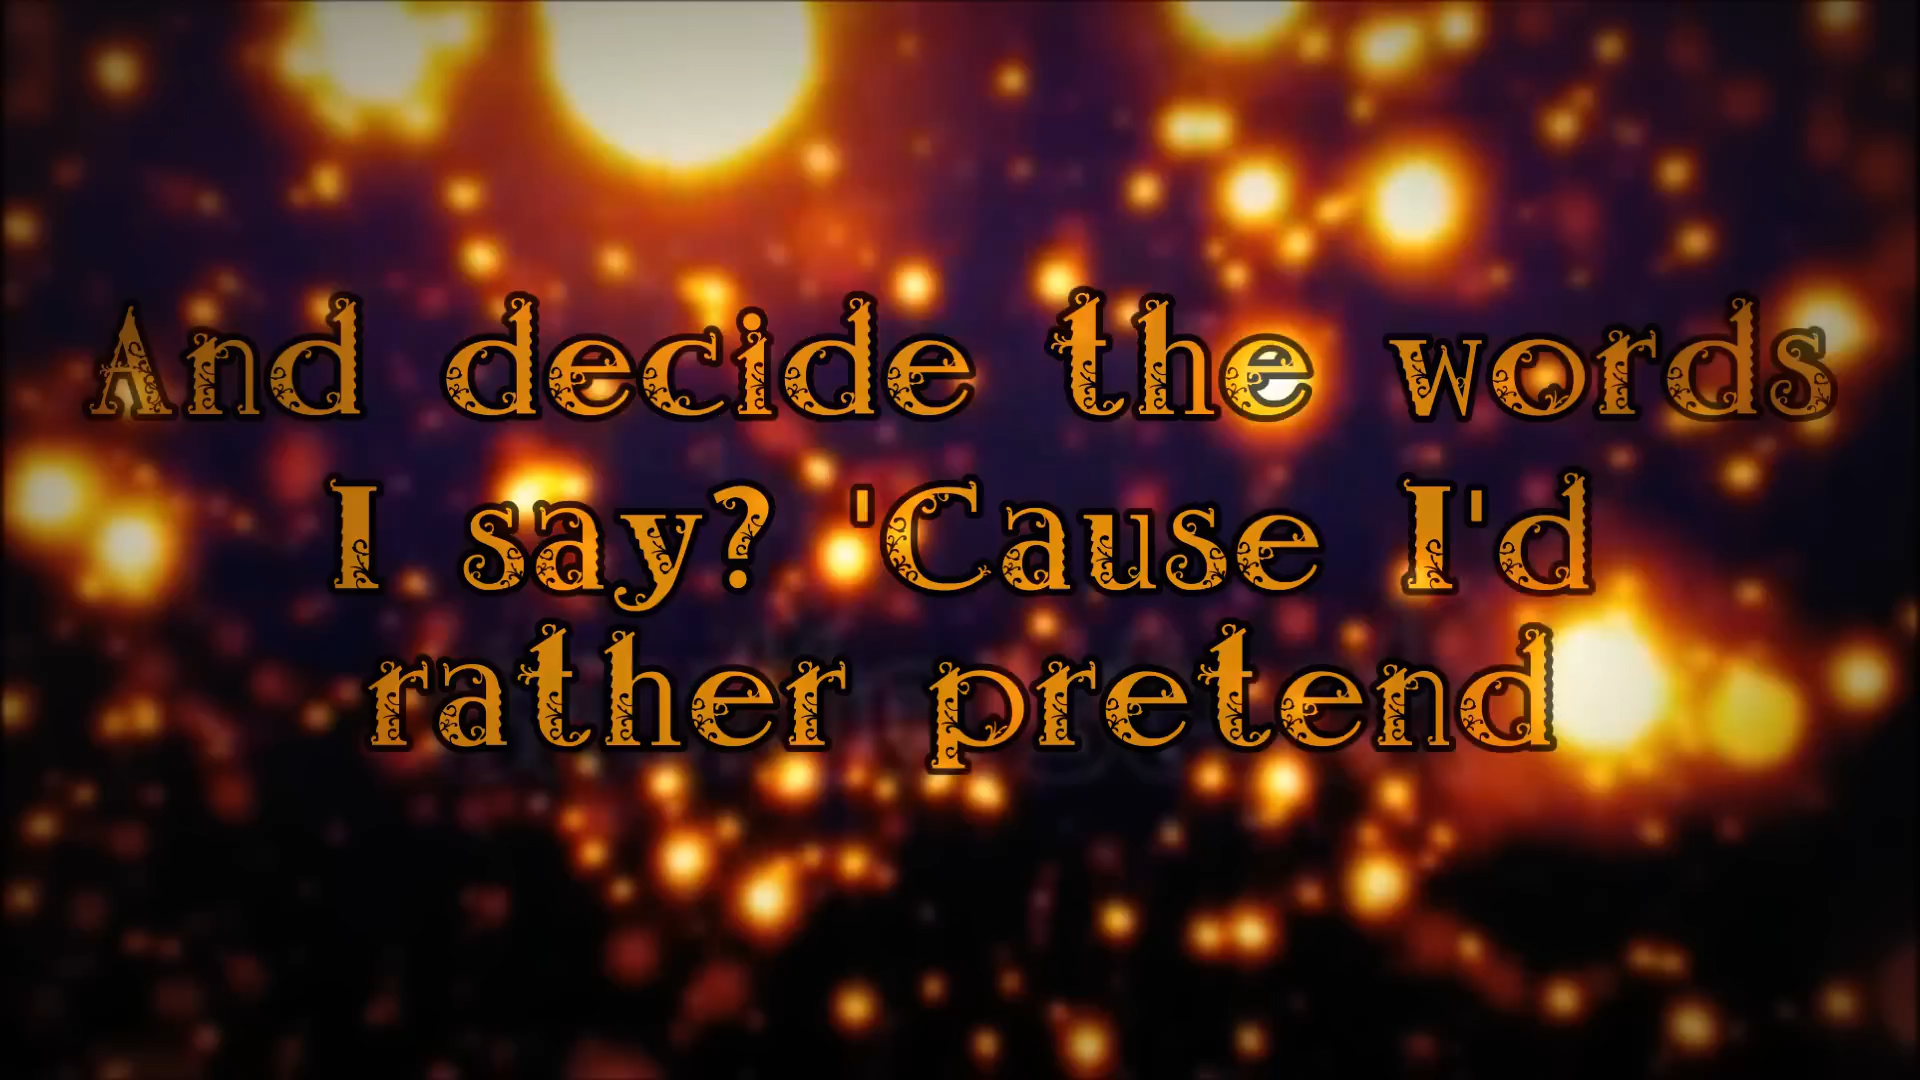 And decide the words
I say? 'Cause I'd
rather pretend